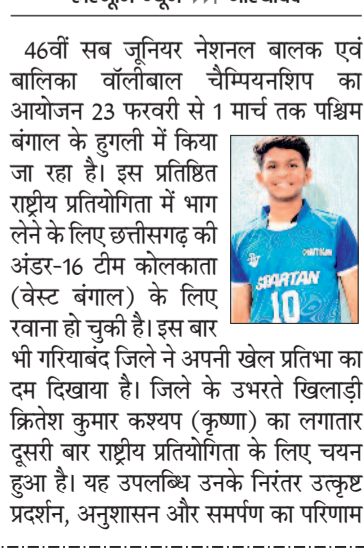 46वीं सब जूनियर नेशनल बालक एवं
बालिका वॉलीबाल चैम्पियनशिप का
आयोजन 23 फरवरी से 1 मार्च तक पश्चिम
बंगाल के हुगली में किया
जा रहा है। इस प्रतिष्ठित
राष्ट्रीय प्रतियोगिता में भाग
लेने के लिए छत्तीसगढ़ की
अंडर-16 टीम कोलकाता
(वेस्ट बंगाल) के लिए
रवाना हो चुकी है। इस बार
भी गरियाबंद जिले ने अपनी खेल प्रतिभा का
दम दिखाया है। जिले के उभरते खिलाड़ी
क्रितेश कुमार कश्यप (कृष्णा) का लगातार
दूसरी बार राष्ट्रीय प्रतियोगिता के लिए चयन
हुआ है। यह उपलब्धि उनके निरंतर उत्कृष्ट
प्रदर्शन, अनुशासन और समर्पण का परिणाम
SPARTAN
10